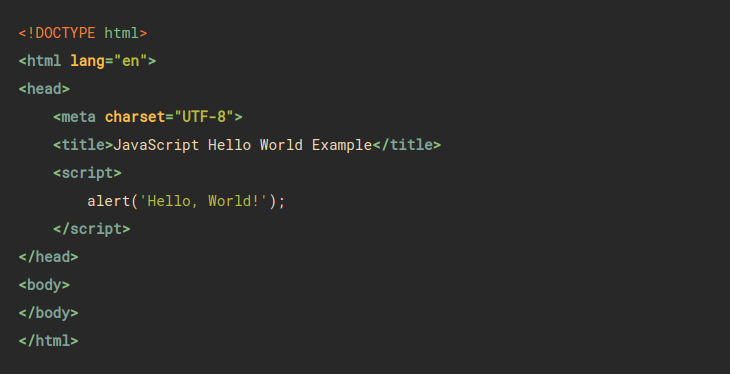 <!DOCTYPE html>
<html lang="en">
<head>
    <meta charset="UTF-8">
    <title>JavaScript Hello World Example</title>
    <script>
        alert('Hello, World!');
    </script>
</head>
<body>
</body>
</html>